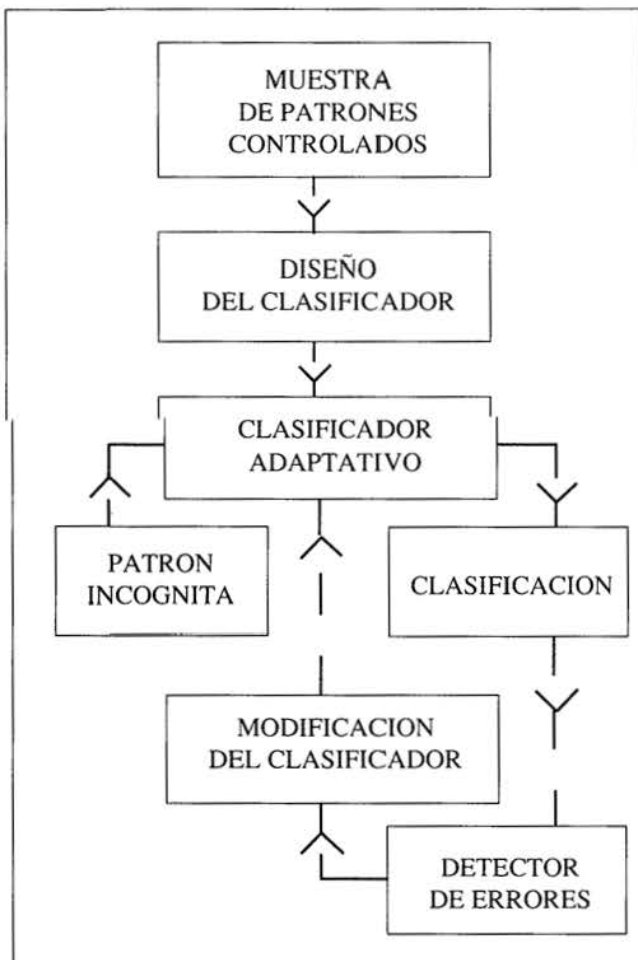 MUESTRA
DE PATRONES
CONTROLADOS
DISEÑO
DEL CLASIFICADOR
CLASIFICADOR
ADAPTATIVO
PATRON
INCOGNITA
CLASIFICACION
MODIFICACION
DEL CLASIFICADOR
DETECTOR
DE ERRORES